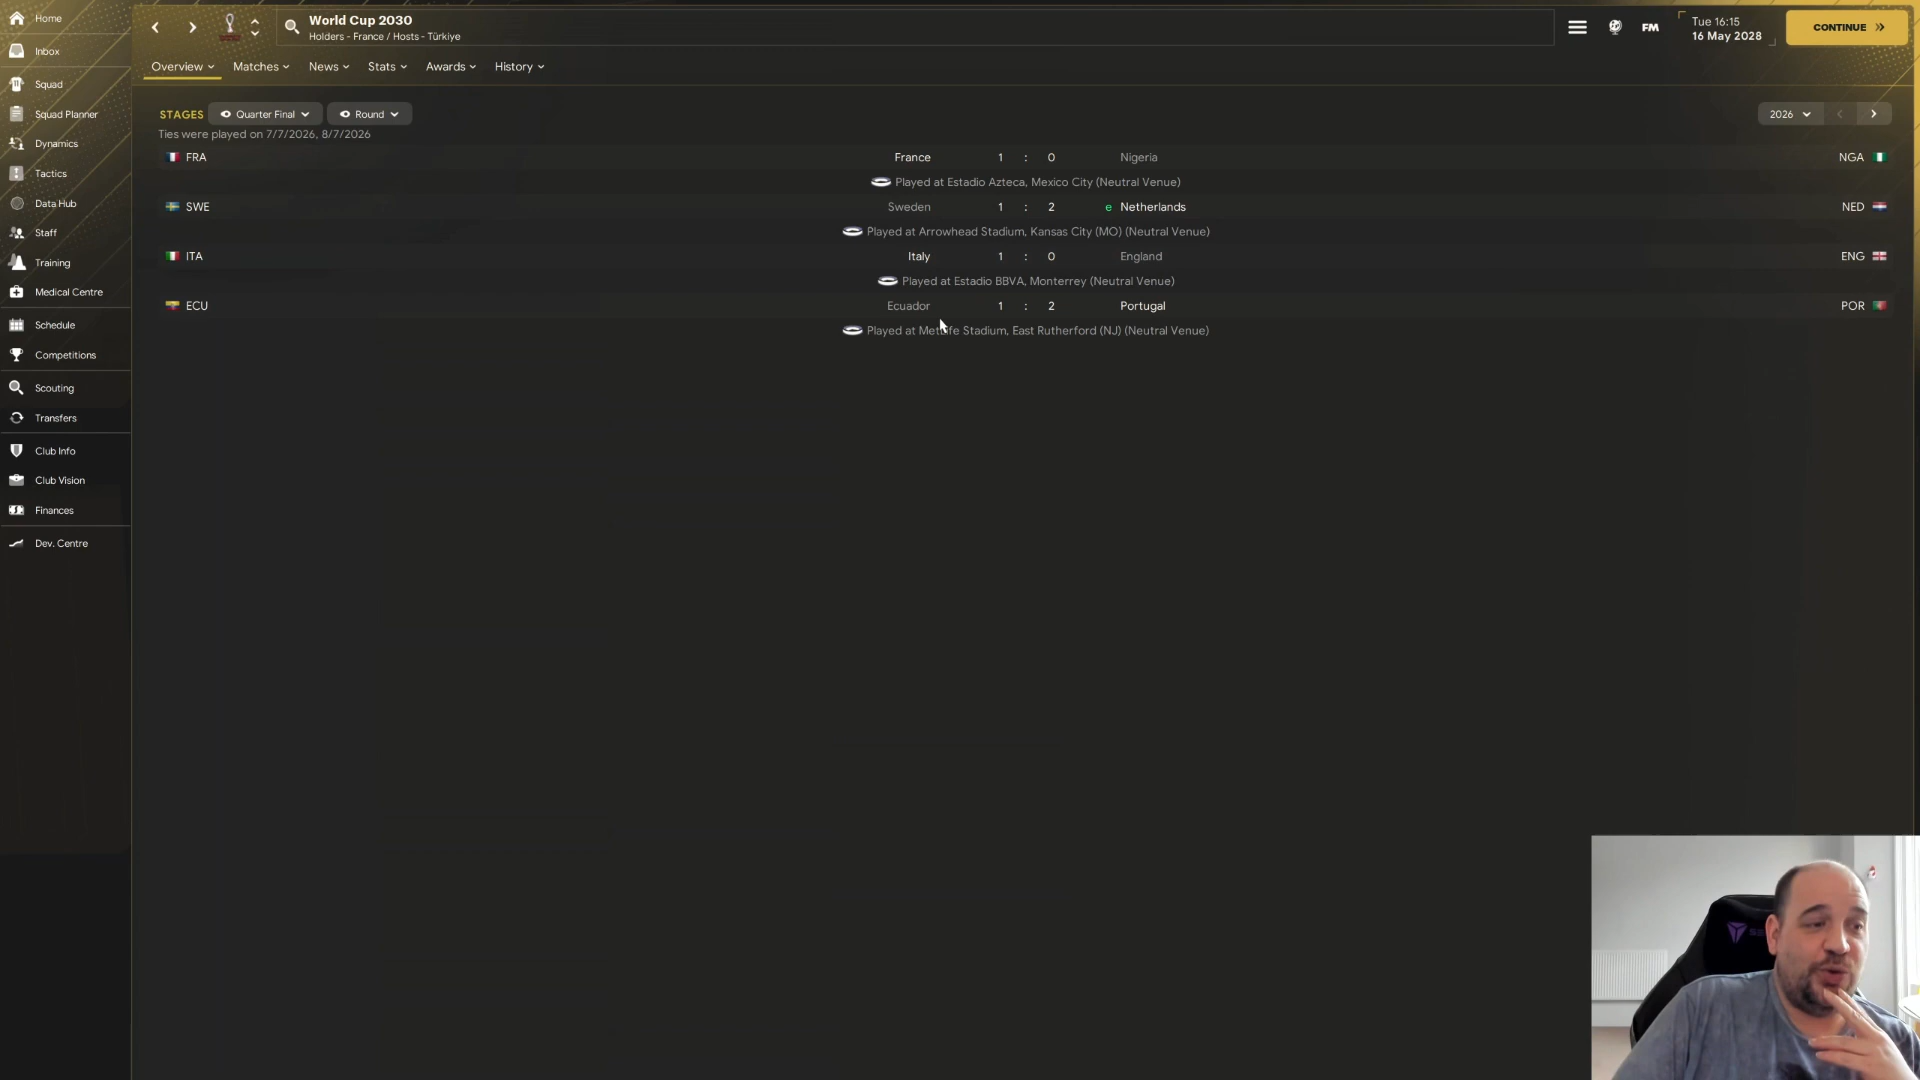 Home
World Cup 2030
Holders - France / Hosts - Türkiye
FM
Tue 16:15
16 May 2028
CONTINUE
Inbox
Overview
Matches
News
Stats
Awards
History
Squad
Squad Planner
Dynamics
Tactics
Data Hub
Staff
Training
Medical Centre
Schedule
Competitions
Scouting
Transfers
Club Info
Club Vision
Finances
Dev. Centre
STAGES Quarter Final Round 2026
Ties were played on 7/7/2026, 8/7/2026
FRA France 1 : 0 Nigeria NGA
Played at Estadio Azteca, Mexico City (Neutral Venue)
SWE Sweden 1 : 2 e Netherlands NED
Played at Arrowhead Stadium, Kansas City (MO) (Neutral Venue)
ITA Italy 1 : 0 England ENG
Played at Estadio BBVA, Monterrey (Neutral Venue)
ECU Ecuador 1 : 2 Portugal POR
Played at MetLife Stadium, East Rutherford (NJ) (Neutral Venue)